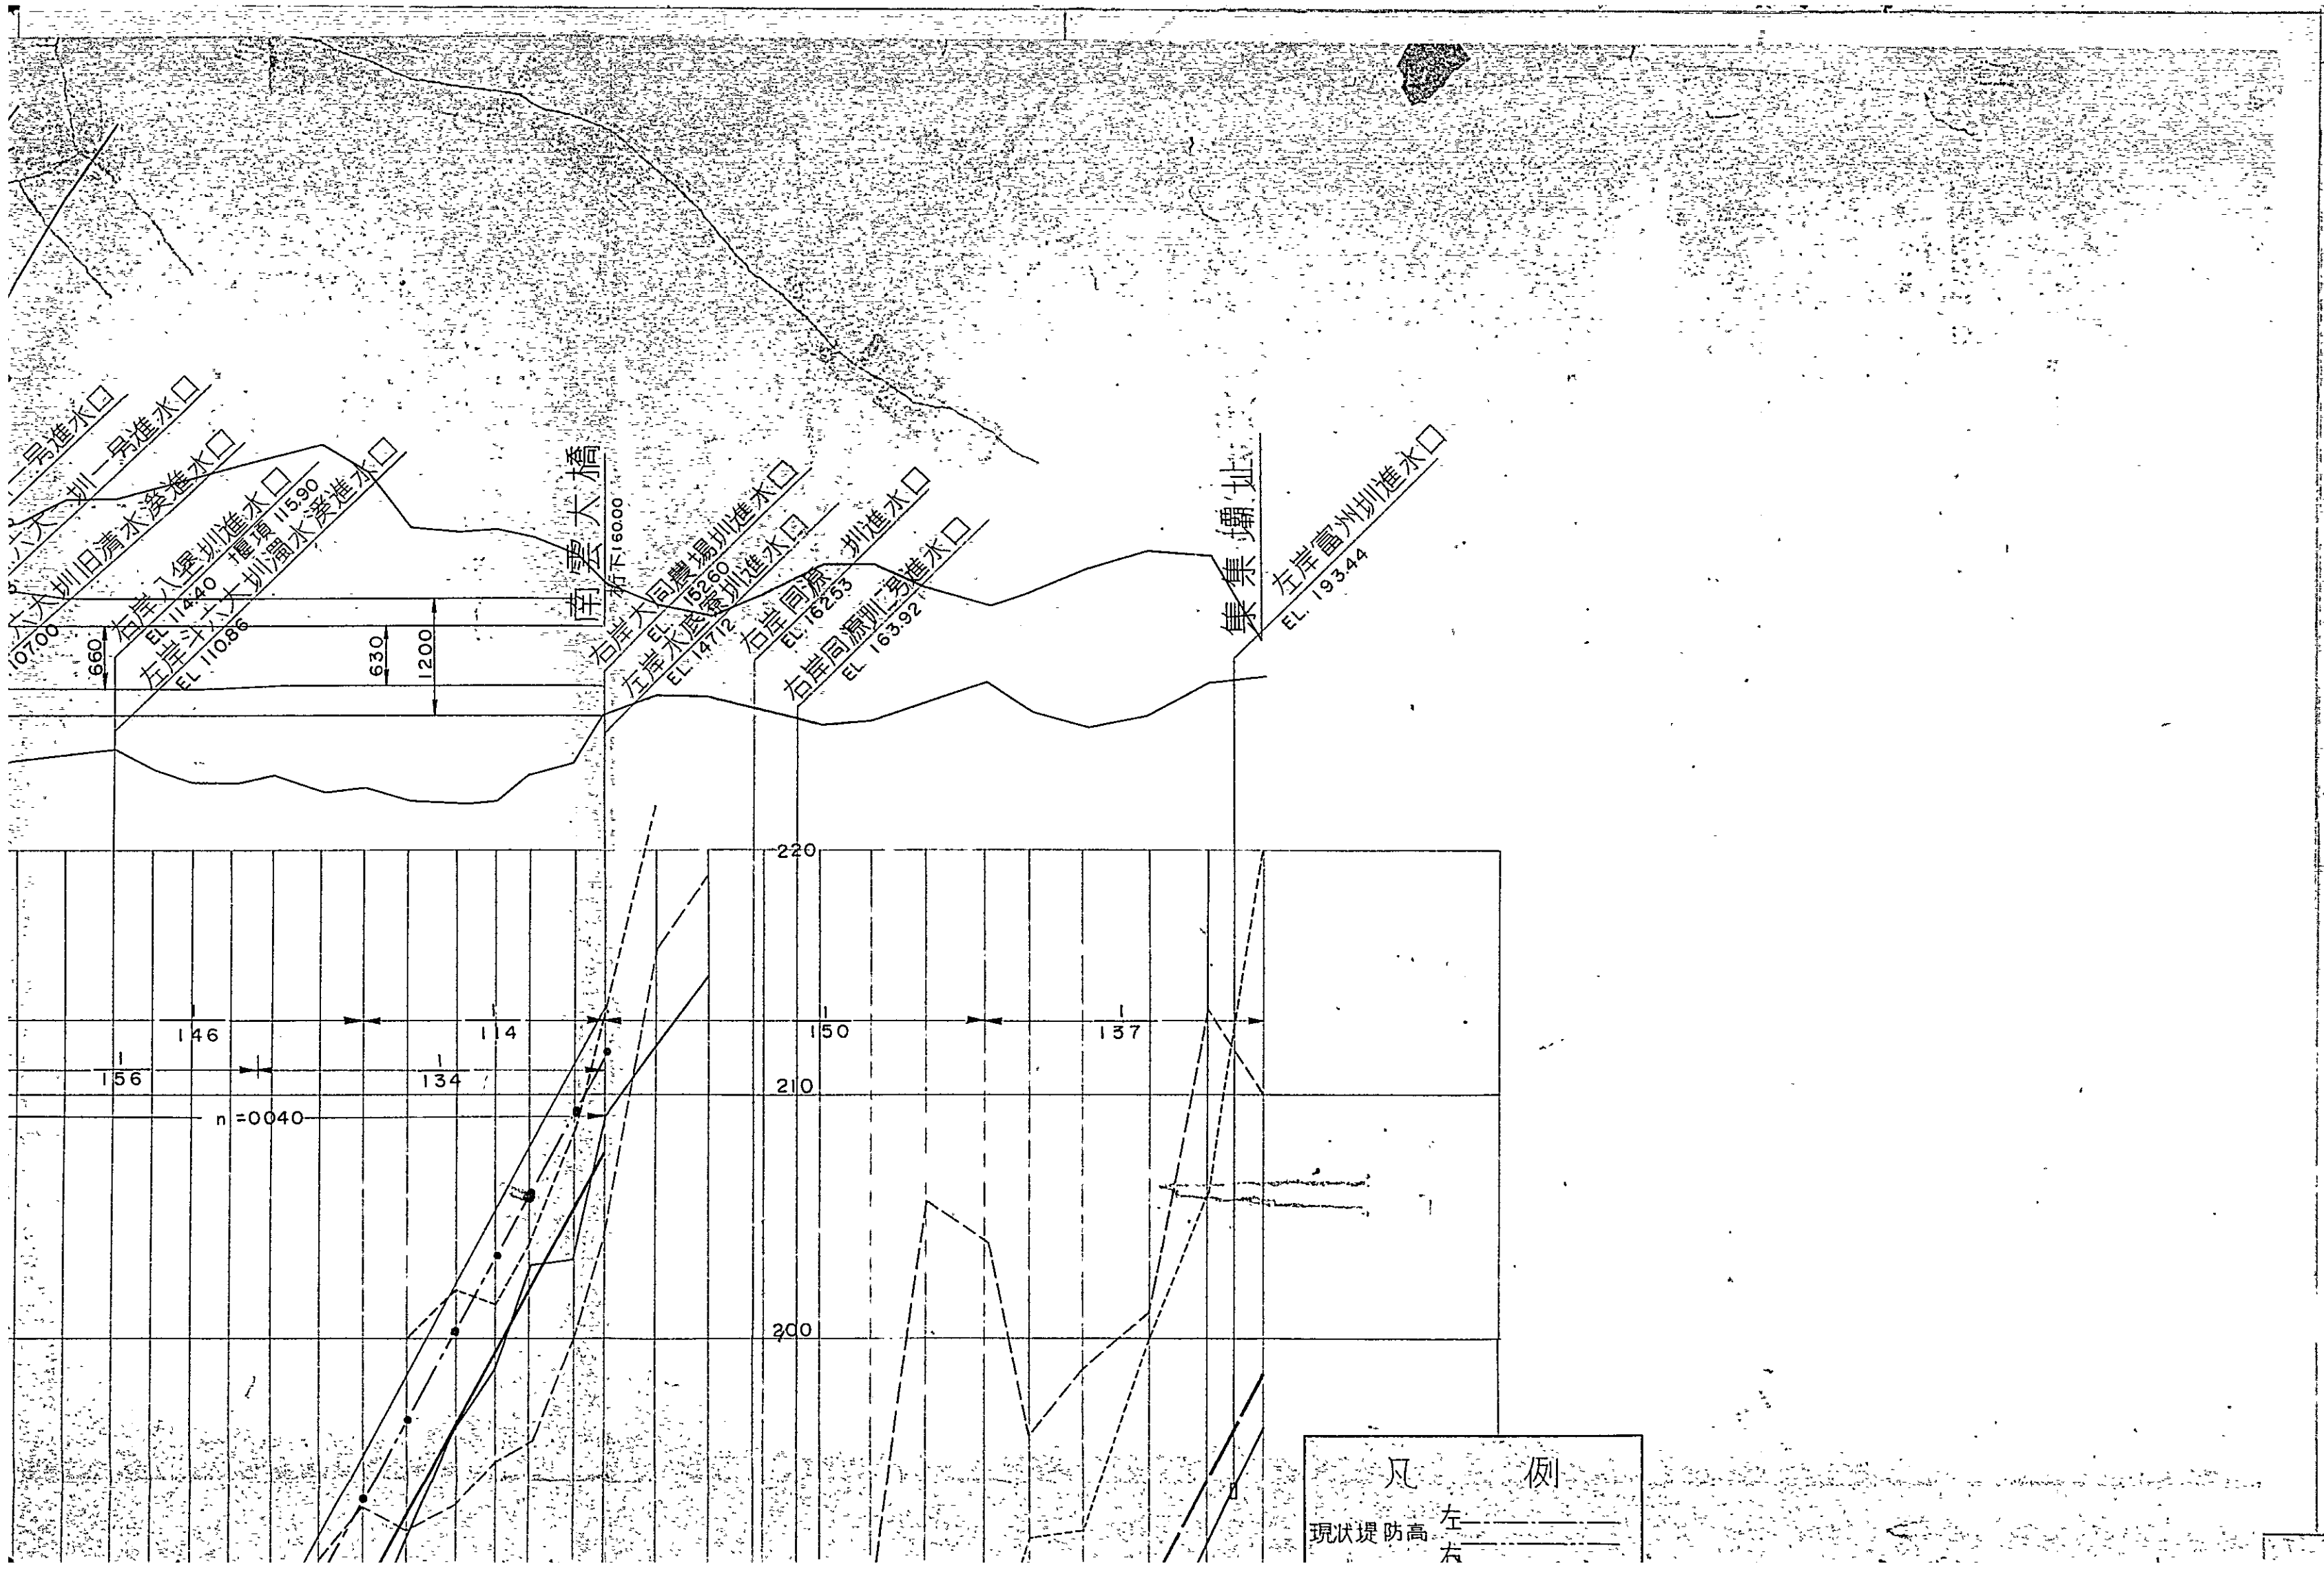 一号進水口
六大圳一号進水口
六大圳旧清水溪進水口
107.00
右岸八堡圳進水口
EL 114.40 堰頂 115.90
左岸斗六大圳濁水溪進水口
EL 110.86
南雲大橋
桁下160.00
右岸大同農場圳進水口
EL. 152.60
左岸水底寮圳進水口
EL. 147.12
右岸同源圳進水口
EL. 162.53
右岸同源圳二号進水口
EL. 163.92
集集堰址
左岸富州圳進水口
EL. 193.44
660
630
1200
220
1
146
1
114
1
150
1
137
1
156
1
134
210
n=0040
200
凡 例
現状堤防高 左
右